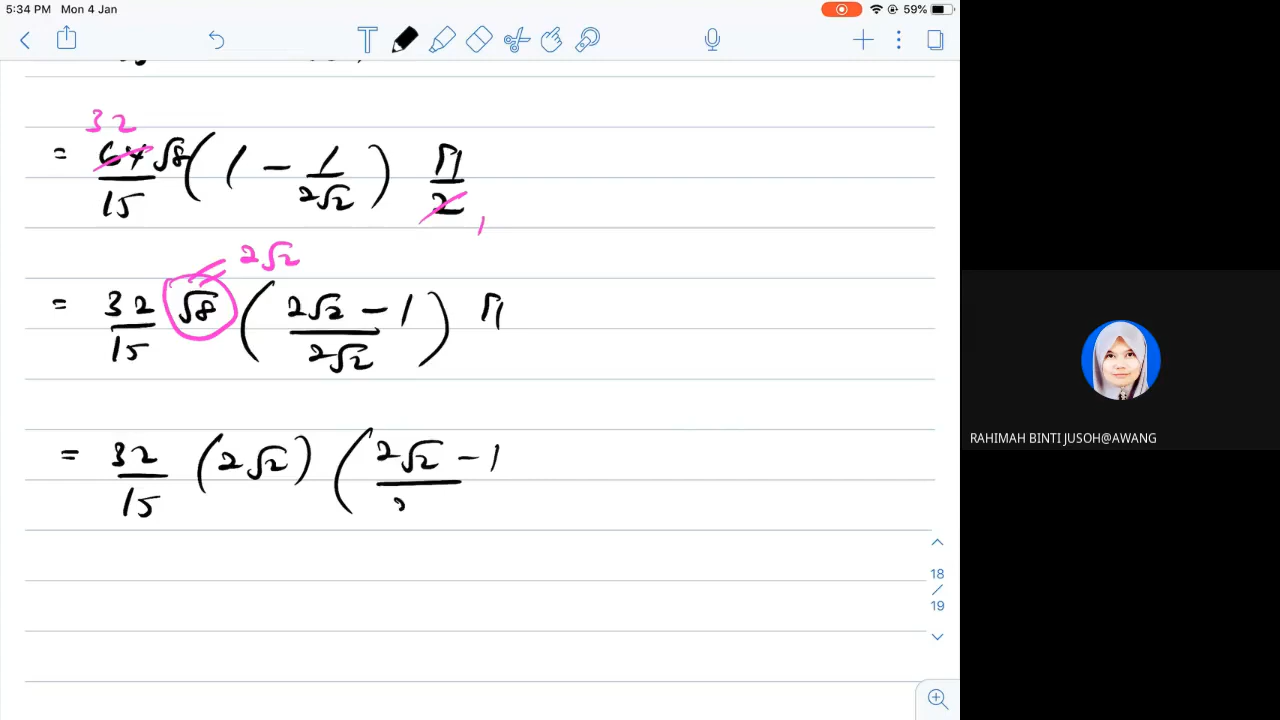 5:34 PM Mon 4 Jan 59%
32
= 64/15 √8 ( 1 − 1/2√2 ) π/2
1
2√2
= 32/15 √8 ( 2√2 − 1 / 2√2 ) π
= 32/15 (2√2) ( 2√2 − 1
18
/
19
RAHIMAH BINTI JUSOH@AWANG